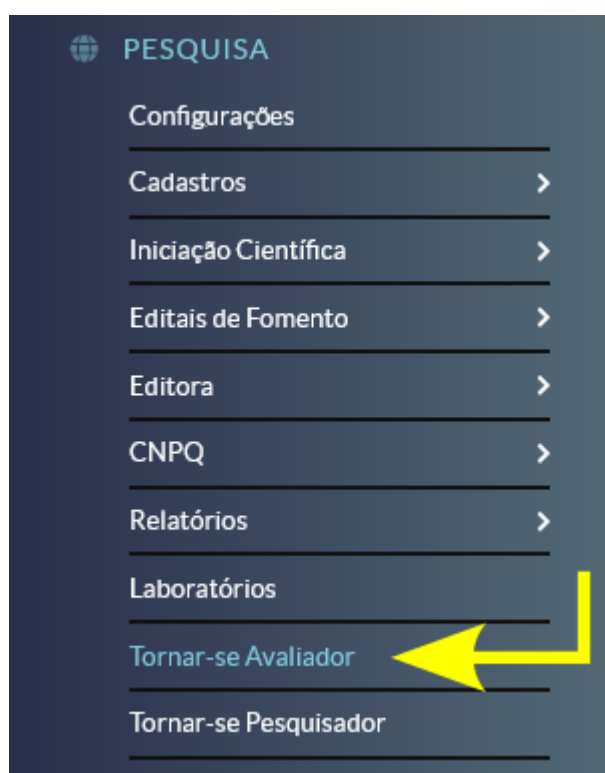 PESQUISA
Configurações
Cadastros
Iniciação Científica
Editais de Fomento
Editora
CNPQ
Relatórios
Laboratórios
Tornar-se Avaliador
Tornar-se Pesquisador